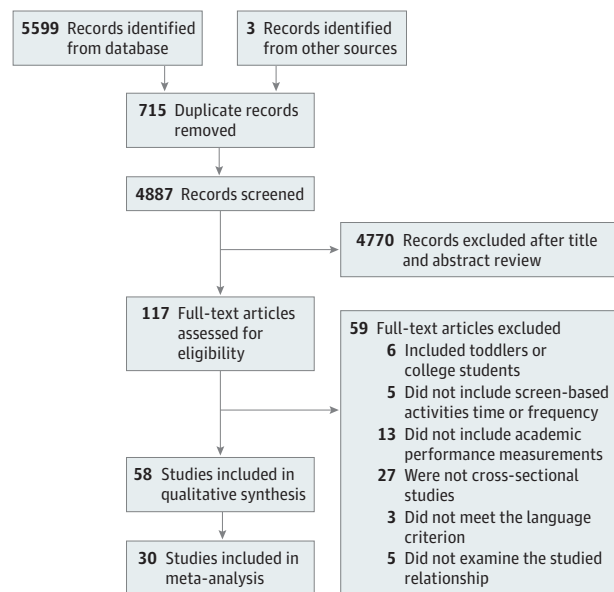 5599 Records identified
from database
3 Records identified
from other sources
715 Duplicate records
removed
4887 Records screened
4770 Records excluded after title
and abstract review
117 Full-text articles
assessed for
eligibility
59 Full-text articles excluded
6 Included toddlers or
college students
5 Did not include screen-based
activities time or frequency
13 Did not include academic
performance measurements
27 Were not cross-sectional
studies
3 Did not meet the language
criterion
5 Did not examine the studied
relationship
58 Studies included in
qualitative synthesis
30 Studies included in
meta-analysis